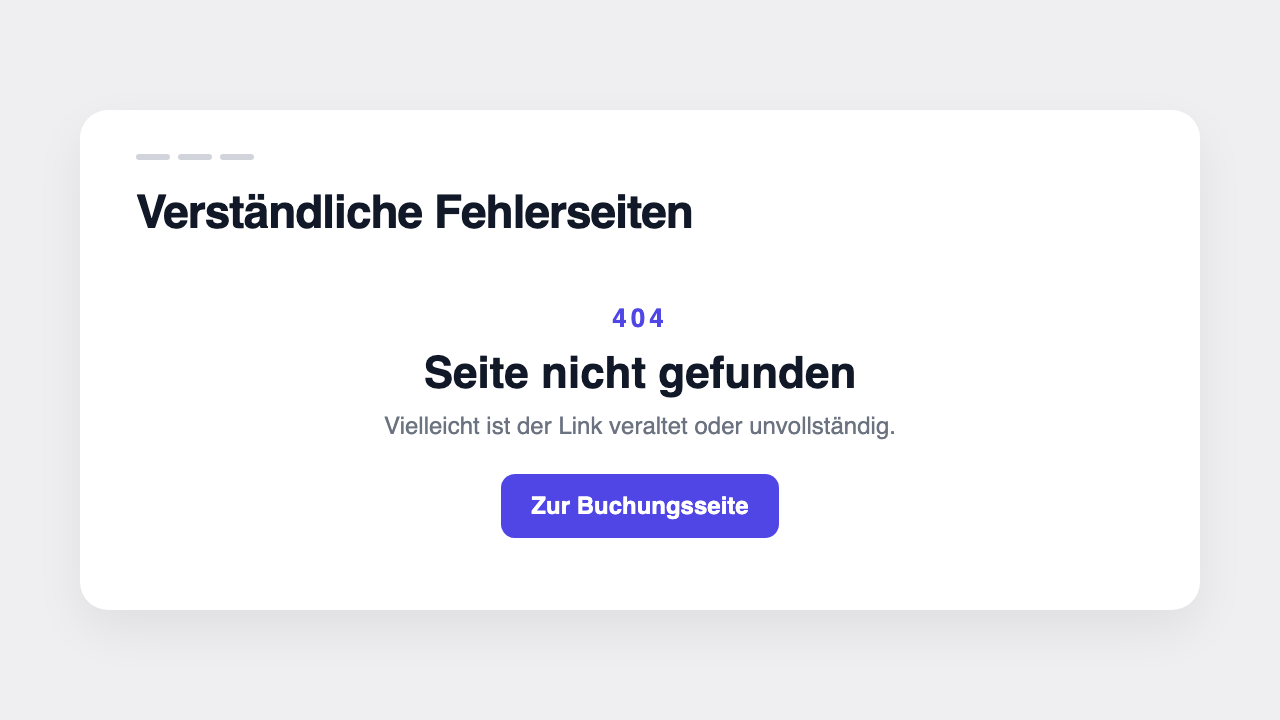 Verständliche Fehlerseiten
404
Seite nicht gefunden
Vielleicht ist der Link veraltet oder unvollständig.
Zur Buchungsseite